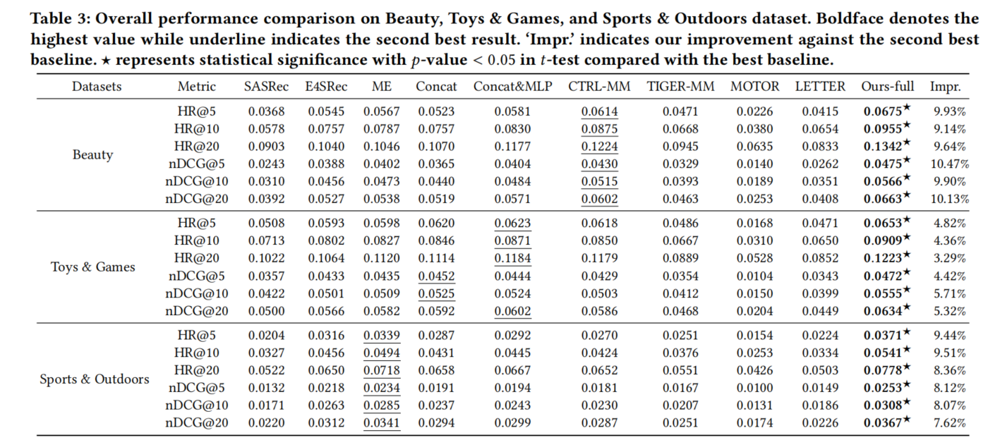 Table 3: Overall performance comparison on Beauty, Toys & Games, and Sports & Outdoors dataset. Boldface denotes the
highest value while underline indicates the second best result. ‘Impr.’ indicates our improvement against the second best
baseline. ★ represents statistical significance with p-value < 0.05 in t-test compared with the best baseline.
Datasets Metric SASRec E4SRec ME Concat Concat&MLP CTRL-MM TIGER-MM MOTOR LETTER Ours-full Impr.
HR@5 0.0368 0.0545 0.0567 0.0523 0.0581 0.0614 0.0471 0.0226 0.0415 0.0675★ 9.93%
HR@10 0.0578 0.0757 0.0787 0.0757 0.0830 0.0875 0.0668 0.0380 0.0654 0.0955★ 9.14%
HR@20 0.0903 0.1040 0.1046 0.1070 0.1177 0.1224 0.0945 0.0635 0.0833 0.1342★ 9.64%
Beauty
nDCG@5 0.0243 0.0388 0.0402 0.0365 0.0404 0.0430 0.0329 0.0140 0.0262 0.0475★ 10.47%
nDCG@10 0.0310 0.0456 0.0473 0.0440 0.0484 0.0515 0.0393 0.0189 0.0351 0.0566★ 9.90%
nDCG@20 0.0392 0.0527 0.0538 0.0519 0.0571 0.0602 0.0463 0.0253 0.0408 0.0663★ 10.13%
HR@5 0.0508 0.0593 0.0598 0.0620 0.0623 0.0618 0.0486 0.0168 0.0471 0.0653★ 4.82%
HR@10 0.0713 0.0802 0.0827 0.0846 0.0871 0.0850 0.0667 0.0310 0.0650 0.0909★ 4.36%
HR@20 0.1022 0.1064 0.1120 0.1114 0.1184 0.1179 0.0889 0.0528 0.0852 0.1223★ 3.29%
Toys & Games
nDCG@5 0.0357 0.0433 0.0435 0.0452 0.0444 0.0429 0.0354 0.0104 0.0343 0.0472★ 4.42%
nDCG@10 0.0422 0.0501 0.0509 0.0525 0.0524 0.0503 0.0412 0.0150 0.0399 0.0555★ 5.71%
nDCG@20 0.0500 0.0566 0.0582 0.0592 0.0602 0.0586 0.0468 0.0204 0.0449 0.0634★ 5.32%
HR@5 0.0204 0.0316 0.0339 0.0287 0.0292 0.0270 0.0251 0.0154 0.0224 0.0371★ 9.44%
HR@10 0.0327 0.0456 0.0494 0.0431 0.0445 0.0424 0.0376 0.0253 0.0334 0.0541★ 9.51%
HR@20 0.0522 0.0650 0.0718 0.0658 0.0667 0.0652 0.0551 0.0426 0.0503 0.0778★ 8.36%
Sports & Outdoors
nDCG@5 0.0132 0.0218 0.0234 0.0191 0.0194 0.0181 0.0167 0.0100 0.0149 0.0253★ 8.12%
nDCG@10 0.0171 0.0263 0.0285 0.0237 0.0243 0.0230 0.0207 0.0131 0.0186 0.0308★ 8.07%
nDCG@20 0.0220 0.0312 0.0341 0.0294 0.0299 0.0287 0.0251 0.0174 0.0226 0.0367★ 7.62%